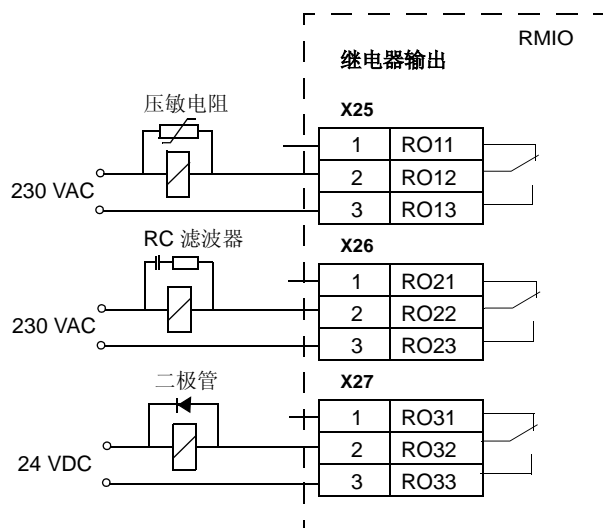 RMIO
继电器输出
压敏电阻
X25
1 RO11
2 RO12
230 VAC
3 RO13
RC 滤波器
X26
1 RO21
2 RO22
230 VAC
3 RO23
二极管
X27
1 RO31
2 RO32
24 VDC
3 RO33